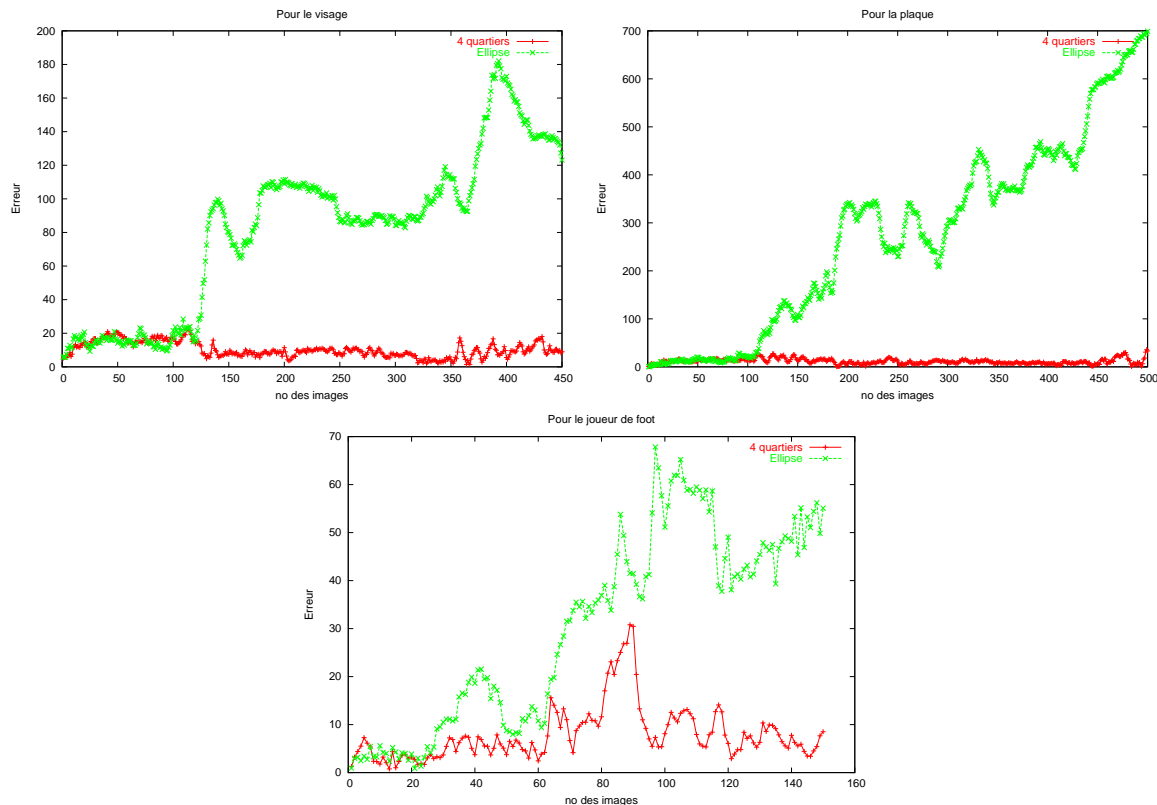 Pour le visage
200
180
160
140
120
100
80
60
40
20
0
Erreur
4 quartiers
Ellipse
0 50 100 150 200 250 300 350 400 450
no des images
Pour la plaque
700
600
500
400
300
200
100
0
Erreur
4 quartiers
Ellipse
0 50 100 150 200 250 300 350 400 450 500
no des images
Pour le joueur de foot
70
60
50
40
30
20
10
0
Erreur
4 quartiers
Ellipse
0 20 40 60 80 100 120 140 160
no des images